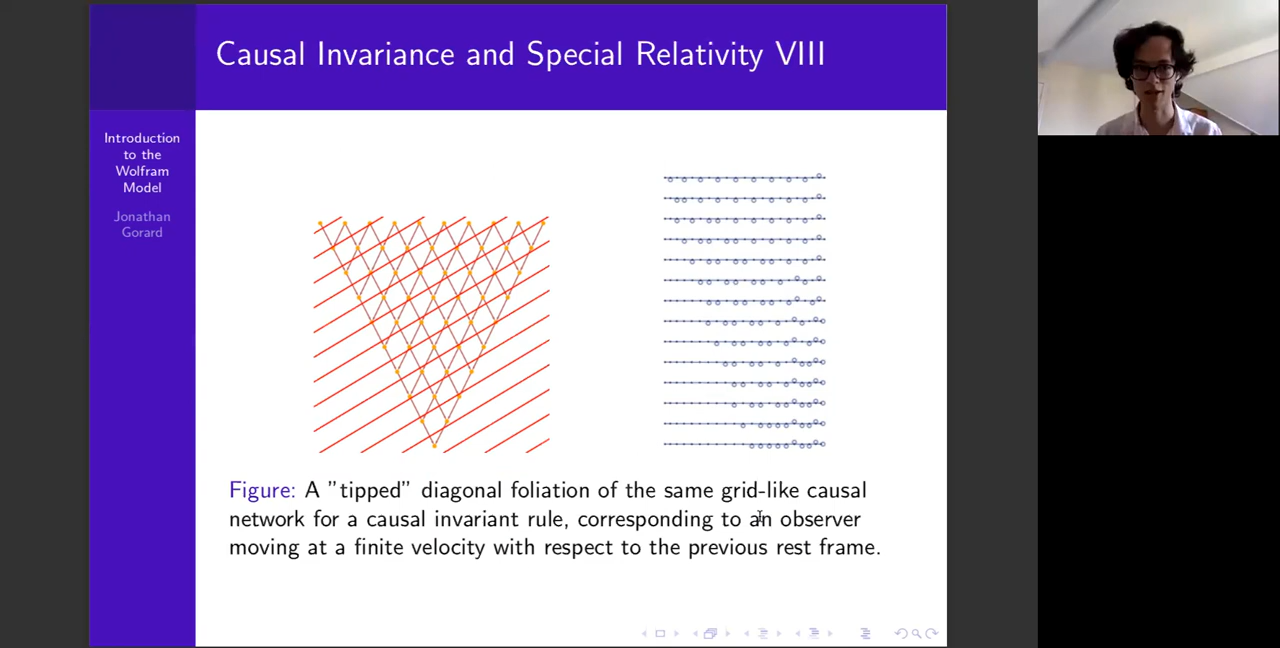 Causal Invariance and Special Relativity VIII
Introduction
to the
Wolfram
Model
Jonathan
Gorard
Figure: A "tipped" diagonal foliation of the same grid-like causal
network for a causal invariant rule, corresponding to an observer
moving at a finite velocity with respect to the previous rest frame.